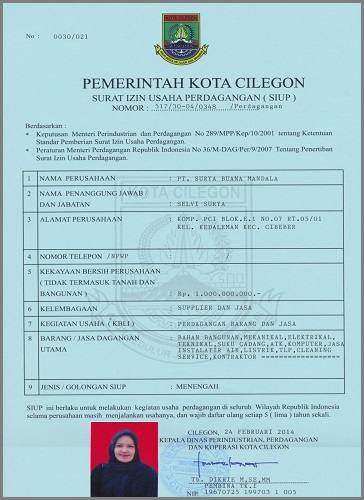 No : 0030/021
PEMERINTAH KOTA CILEGON
SURAT IZIN USAHA PERDAGANGAN ( SIUP )
NOMOR : 517/30-04/0348 /Perdagangan
Berdasarkan :
• Keputusan Menteri Perindustrian dan Perdagangan No 289/MPP/Kep/10/2001 tentang Ketentuan
Standar Pemberian Surat Izin Usaha Perdagangan.
• Peraturan Menteri Perdagangan Republik Indonesia No 36/M-DAG/Per/9/2007 Tentang Penertiban
Surat Izin Usaha Perdagangan.
1 NAMA PERUSAHAAN : PT. SURYA BUANA MANDALA
2 NAMA PENANGGUNG JAWAB /
DAN JABATAN : SELVI SURYA
3 ALAMAT PERUSAHAAN : KOMP. PCI BLOK.E.1 NO.07 RT.05/01
KEL. KEDALEMAN KEC. CIBEBER
4 NOMOR TELEPON /NPWP : /
5 KEKAYAAN BERSIH PERUSAHAAN
( TIDAK TERMASUK TANAH DAN
BANGUNAN ) : Rp. 1.000.000.000.-
6 KELEMBAGAAN : SUPPLIER DAN JASA
7 KEGIATAN USAHA ( KBLI ) : PERDAGANGAN BARANG DAN JASA
8 BARANG / JASA DAGANGAN : BAHAN BANGUNAN,MEKANIKAL,ELEKTRIKAL,
UTAMA TEKNIKAL,SUKU CADANG,ATK,KOMPUTER,JASA
INSTALATIR AIR,LISTRIK,TLP,CLEANING
SERVICE,KONTRAKTOR
9 JENIS / GOLONGAN SIUP : MENENGAH
SIUP ini berlaku untuk melakukan kegiatan usaha perdagangan di seluruh Wilayah Republik Indonesia
selama perusahaan masih menjalankan usahanya, dan wajib daftar ulang setiap 5 ( lima ) tahun sekali.
CILEGON, 24 FEBRUARI 2014
KEPALA DINAS PERINDUSTRIAN, PERDAGANGAN
DAN KOPERASI KOTA CILEGON
TB. DIKRIE M,SE,MM
PEMBINA TK.I
NIP 19670725 199703 1 005